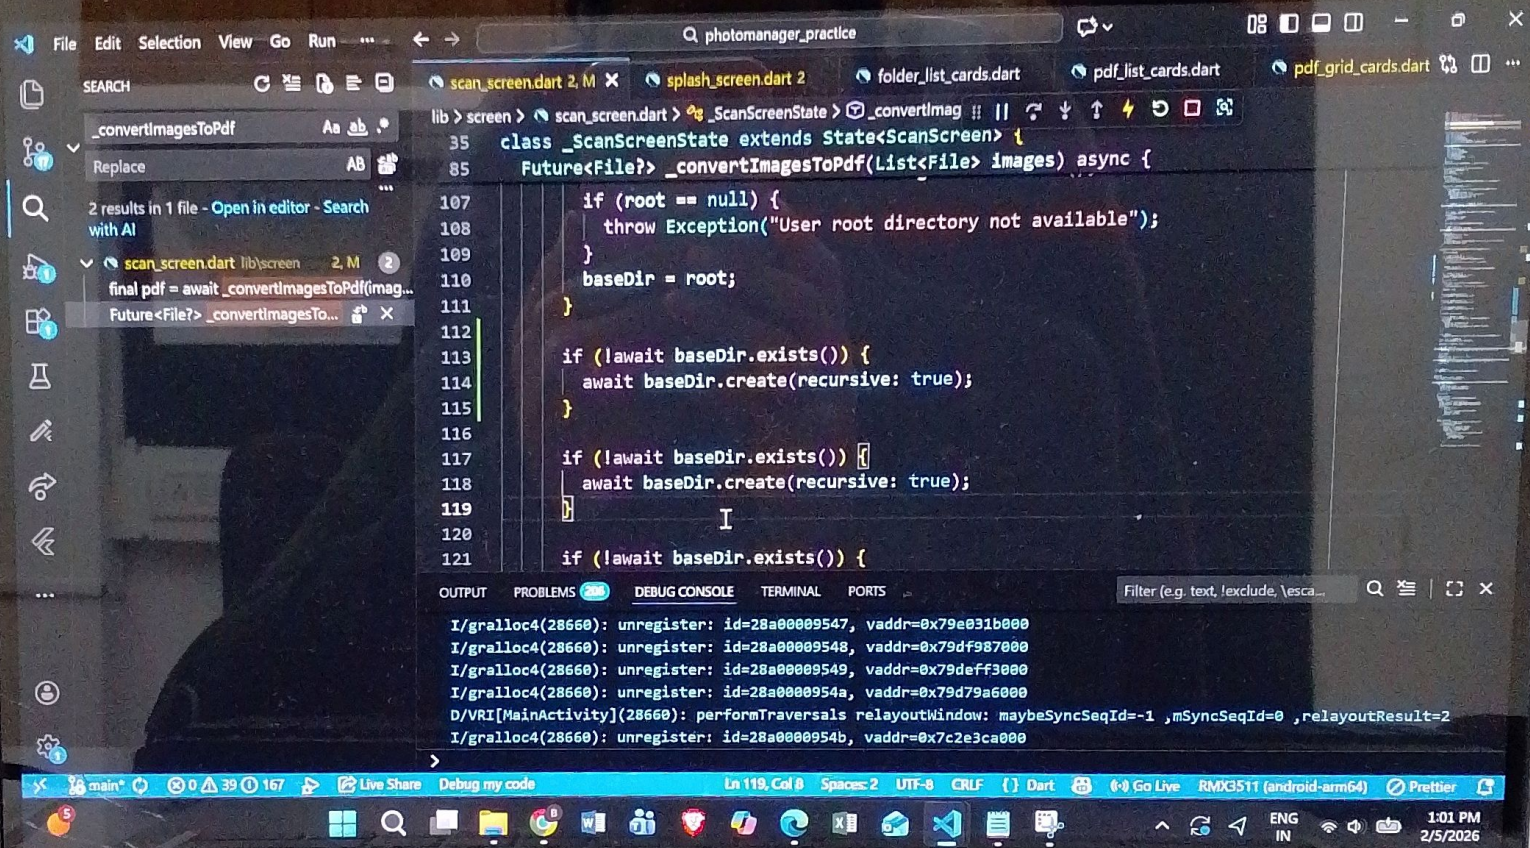 File Edit Selection View Go Run ... photomanager_practice
SEARCH
_convertImagesToPdf Aa ab .*
Replace AB
2 results in 1 file - Open in editor - Search
with AI
scan_screen.dart lib\screen 2, M 2
final pdf = await _convertImagesToPdf(imag...
Future<File?> _convertImagesTo...
17
1
1
1
scan_screen.dart 2, M splash_screen.dart 2 folder_list_cards.dart pdf_list_cards.dart pdf_grid_cards.dart
lib > screen > scan_screen.dart > _ScanScreenState > _convertImag
35 class _ScanScreenState extends State<ScanScreen> {
85 Future<File?> _convertImagesToPdf(List<File> images) async {
107 if (root == null) {
108 throw Exception("User root directory not available");
109 }
110 baseDir = root;
111 }
112
113 if (!await baseDir.exists()) {
114 await baseDir.create(recursive: true);
115 }
116
117 if (!await baseDir.exists()) {
118 await baseDir.create(recursive: true);
119 }
120
121 if (!await baseDir.exists()) {
OUTPUT PROBLEMS 206 DEBUG CONSOLE TERMINAL PORTS Filter (e.g. text, !exclude, \esca...
I/gralloc4(28660): unregister: id=28a00009547, vaddr=0x79e031b000
I/gralloc4(28660): unregister: id=28a00009548, vaddr=0x79df987000
I/gralloc4(28660): unregister: id=28a00009549, vaddr=0x79deff3000
I/gralloc4(28660): unregister: id=28a0000954a, vaddr=0x79d79a6000
D/VRI[MainActivity](28660): performTraversals relayoutWindow: maybeSyncSeqId=-1 ,mSyncSeqId=0 ,relayoutResult=2
I/gralloc4(28660): unregister: id=28a0000954b, vaddr=0x7c2e3ca000
>
main* 0 39 167 Live Share Debug my code Ln 119, Col 8 Spaces: 2 UTF-8 CRLF {} Dart Go Live RMX3511 (android-arm64) Prettier
5 B ENG 1:01 PM
IN 2/5/2026